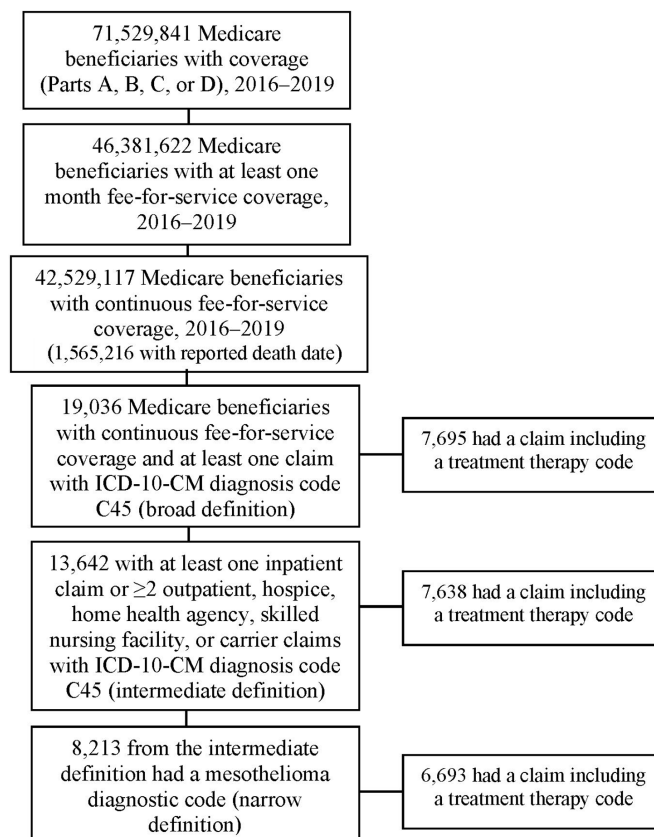 71,529,841 Medicare
beneficiaries with coverage
(Parts A, B, C, or D), 2016–2019
46,381,622 Medicare
beneficiaries with at least one
month fee-for-service coverage,
2016–2019
42,529,117 Medicare beneficiaries
with continuous fee-for-service
coverage, 2016–2019
(1,565,216 with reported death date)
19,036 Medicare beneficiaries
with continuous fee-for-service
coverage and at least one claim
with ICD-10-CM diagnosis code
C45 (broad definition)
7,695 had a claim including
a treatment therapy code
13,642 with at least one inpatient
claim or ≥2 outpatient, hospice,
home health agency, skilled
nursing facility, or carrier claims
with ICD-10-CM diagnosis code
C45 (intermediate definition)
7,638 had a claim including
a treatment therapy code
8,213 from the intermediate
definition had a mesothelioma
diagnostic code (narrow
definition)
6,693 had a claim including
a treatment therapy code